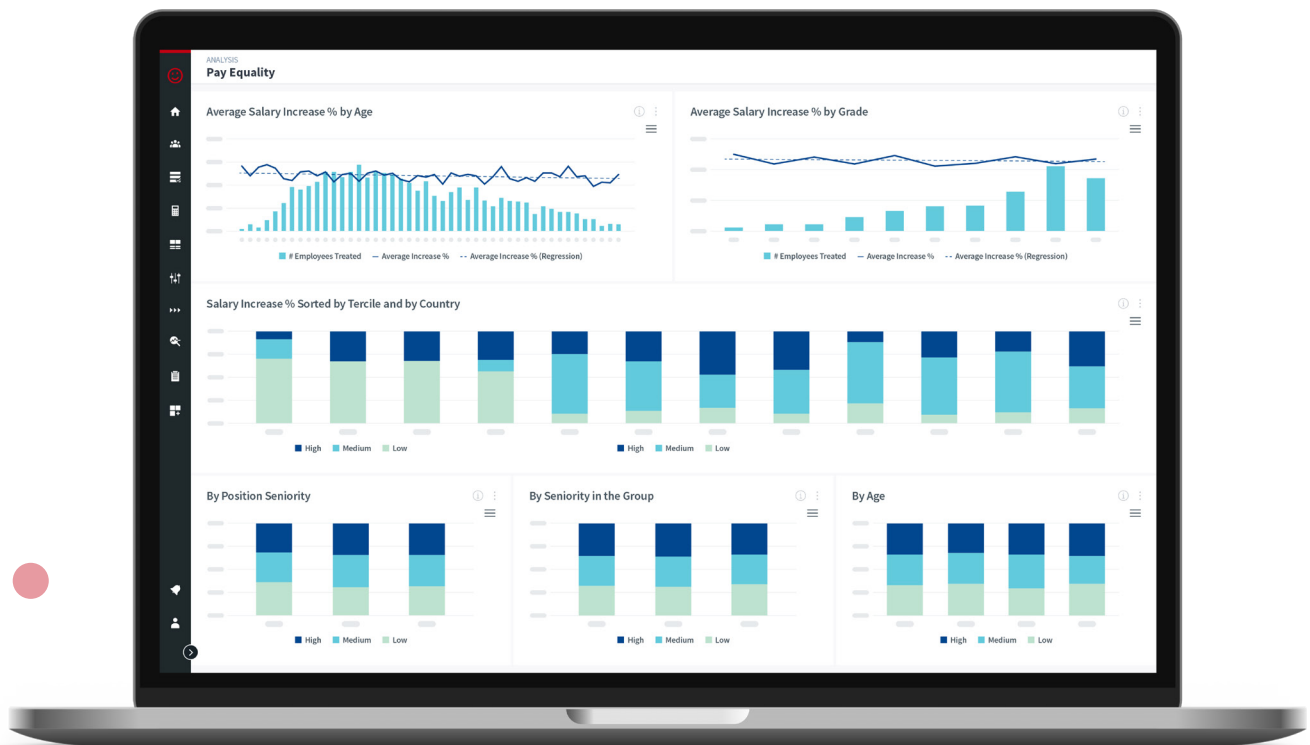 ANALYSIS
Pay Equality
Average Salary Increase % by Age
# Employees Treated Average Increase % Average Increase % (Regression)
Average Salary Increase % by Grade
# Employees Treated Average Increase % Average Increase % (Regression)
Salary Increase % Sorted by Tercile and by Country
High Medium Low High Medium Low
By Position Seniority
High Medium Low
By Seniority in the Group
High Medium Low
By Age
High Medium Low